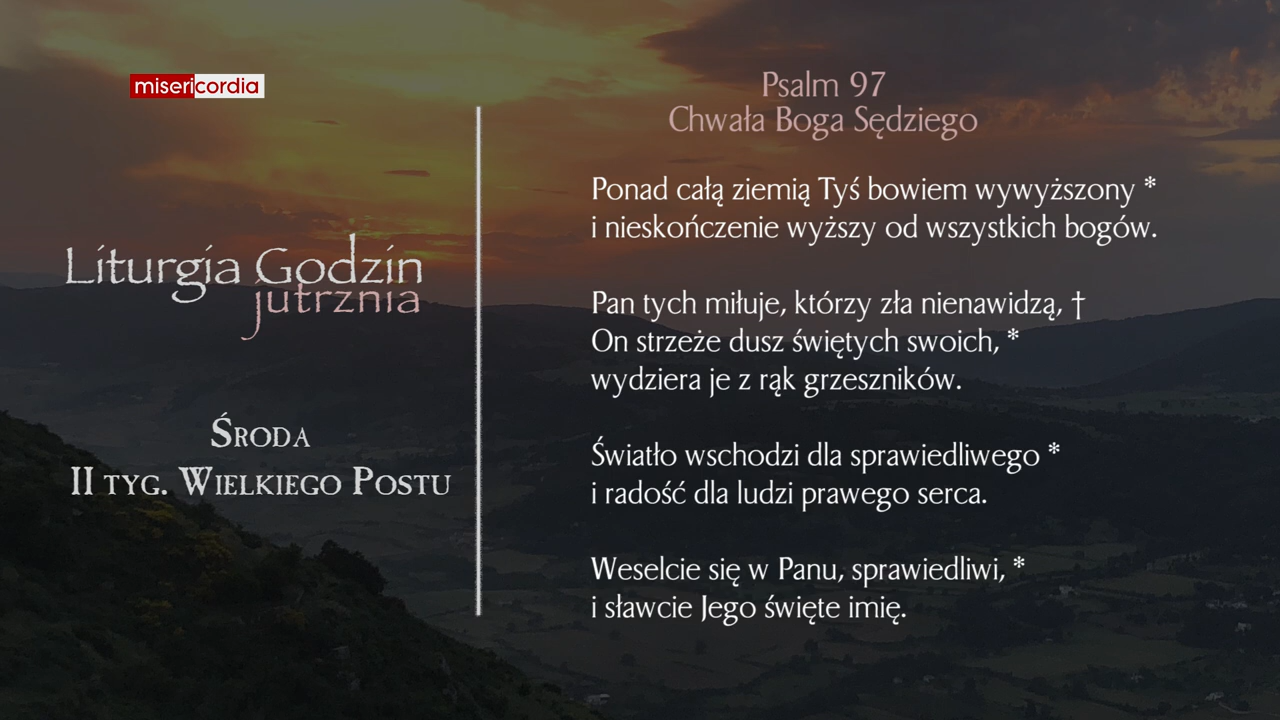 misericordia
Liturgia Godzin
jutrznia
Środa
II tyg. Wielkiego Postu
Psalm 97
Chwała Boga Sędziego
Ponad całą ziemią Tyś bowiem wywyższony *
i nieskończenie wyższy od wszystkich bogów.
Pan tych miłuje, którzy zła nienawidzą, †
On strzeże dusz świętych swoich, *
wydziera je z rąk grzeszników.
Światło wschodzi dla sprawiedliwego *
i radość dla ludzi prawego serca.
Weselcie się w Panu, sprawiedliwi, *
i sławcie Jego święte imię.